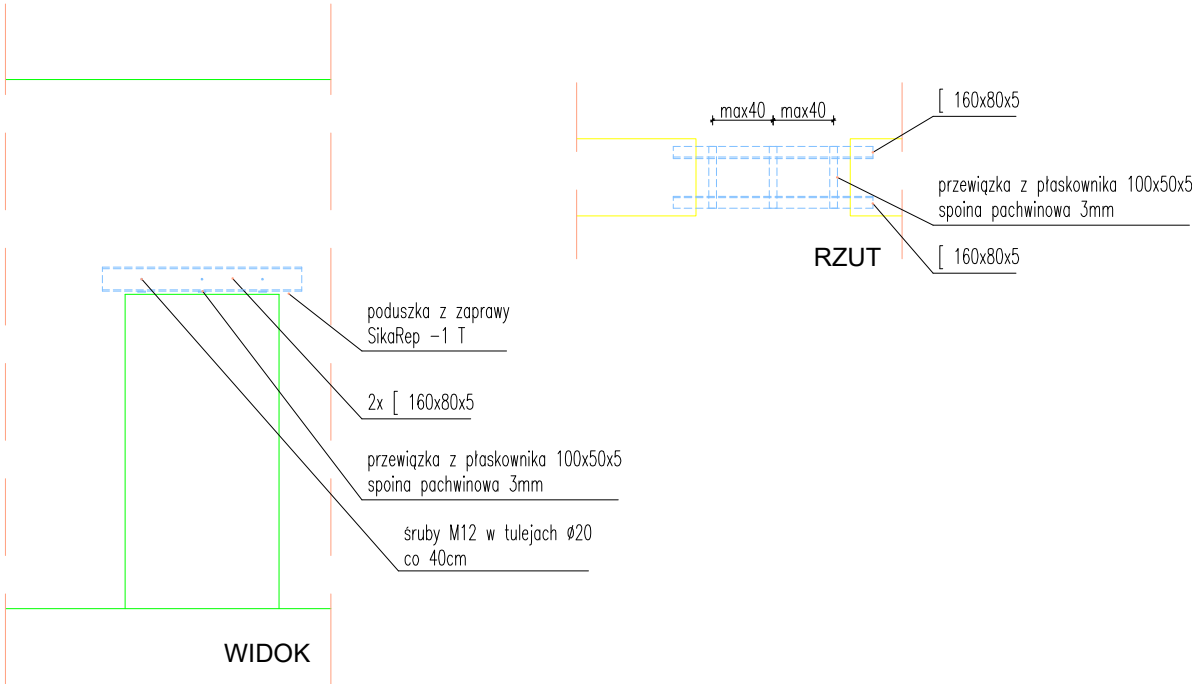 max40
max40
[ 160x80x5
przewiązka z płaskownika 100x50x5
spoina pachwinowa 3mm
[ 160x80x5
RZUT
poduszka z zaprawy
SikaRep -1 T
2x [ 160x80x5
przewiązka z płaskownika 100x50x5
spoina pachwinowa 3mm
śruby M12 w tulejach Ø20
co 40cm
WIDOK